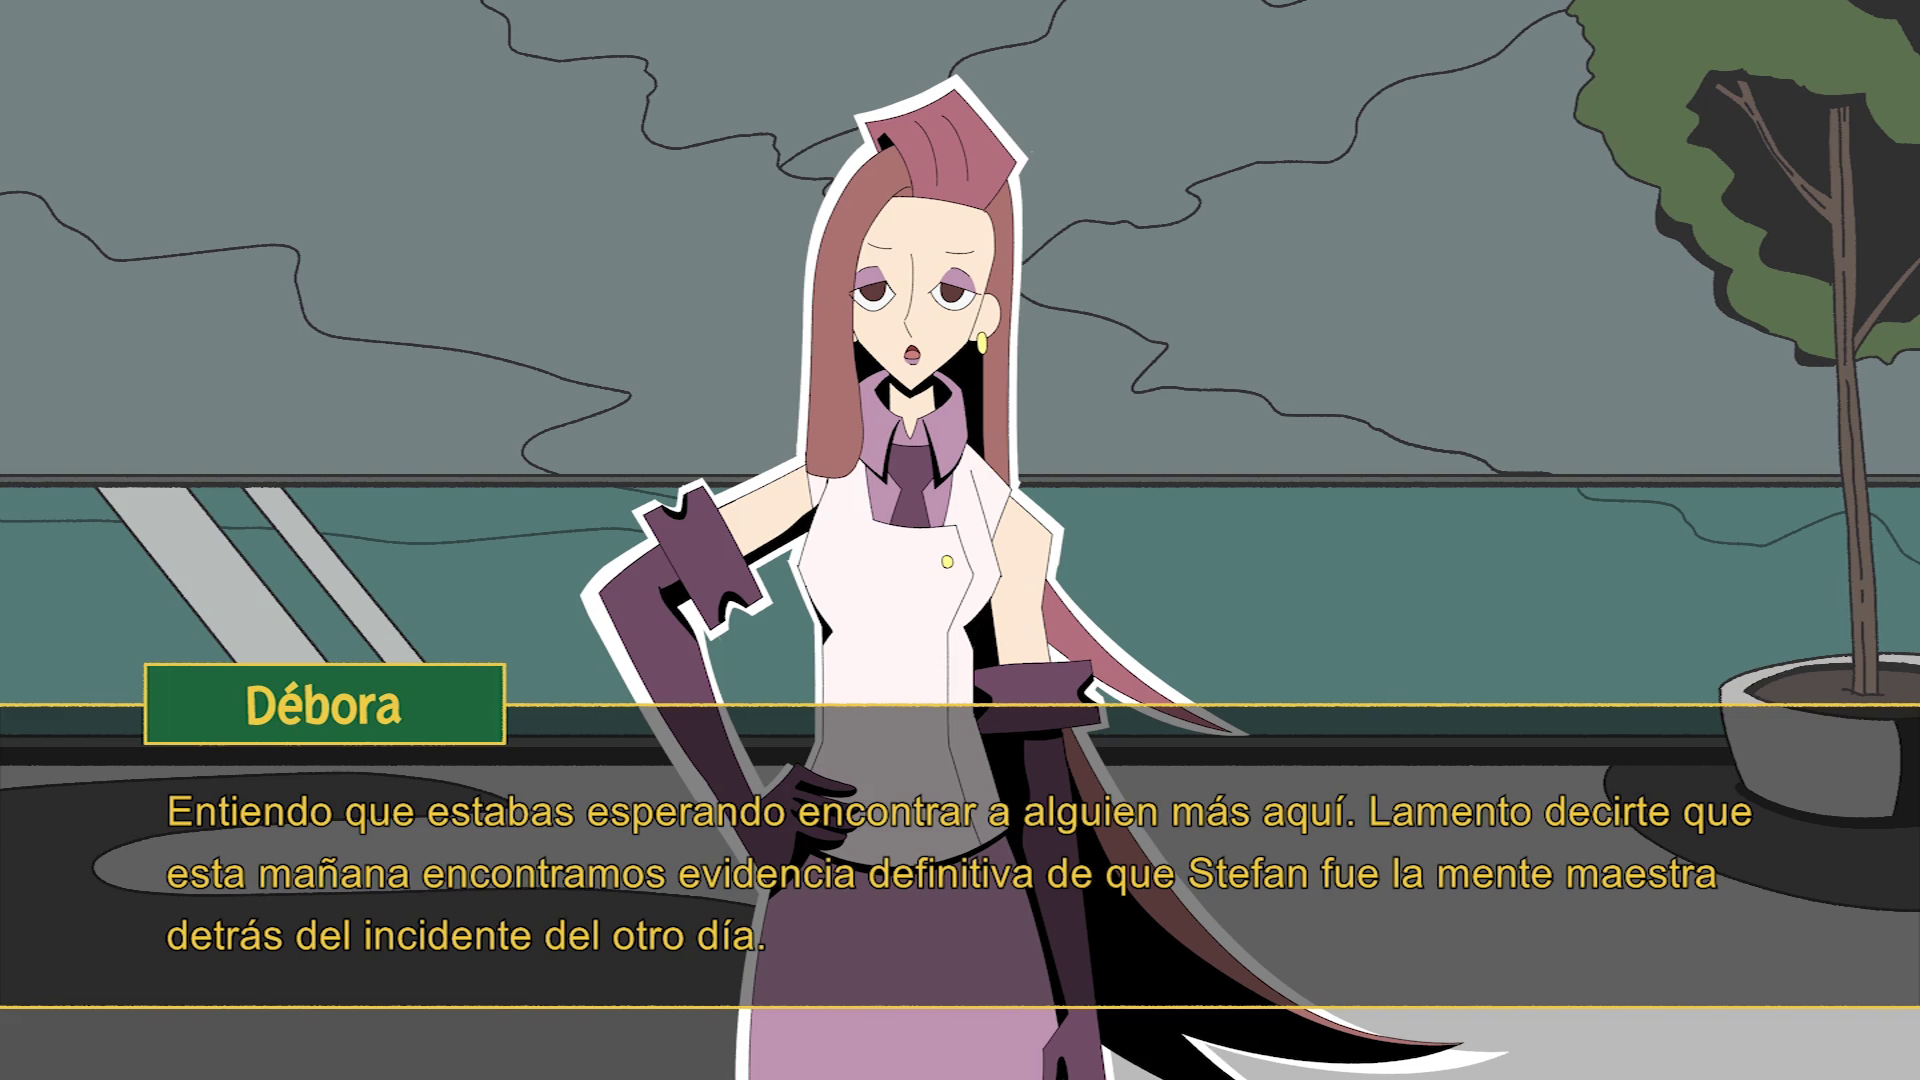 Débora
Entiendo que estabas esperando encontrar a alguien más aquí. Lamento decirte que
esta mañana encontramos evidencia definitiva de que Stefan fue la mente maestra
detrás del incidente del otro día.